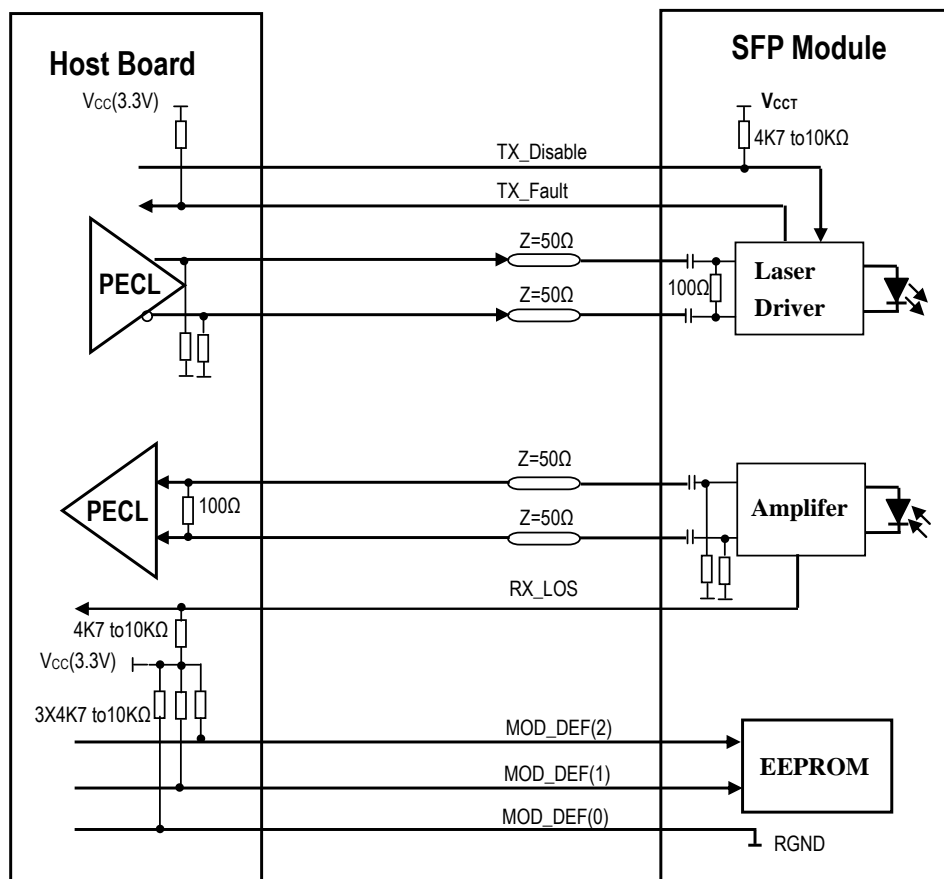 Host Board
SFP Module
Vcc(3.3V)
VCCT
4K7 to10KΩ
TX_Disable
TX_Fault
PECL
Z=50Ω
Z=50Ω
100Ω
Laser
Driver
PECL
100Ω
Z=50Ω
Z=50Ω
Amplifer
RX_LOS
4K7 to10KΩ
Vcc(3.3V)
3X4K7 to10KΩ
MOD_DEF(2)
MOD_DEF(1)
EEPROM
MOD_DEF(0)
RGND